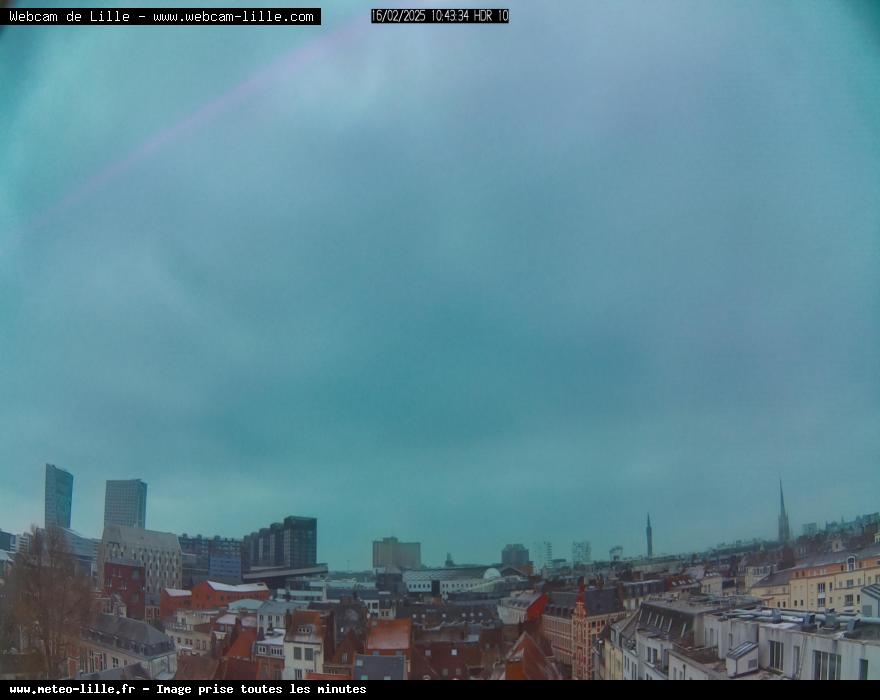 Webcam de Lille - www.webcam-lille.com
16/02/2025 10:43:34 HDR 10
www.meteo-lille.fr - Image prise toutes les minutes